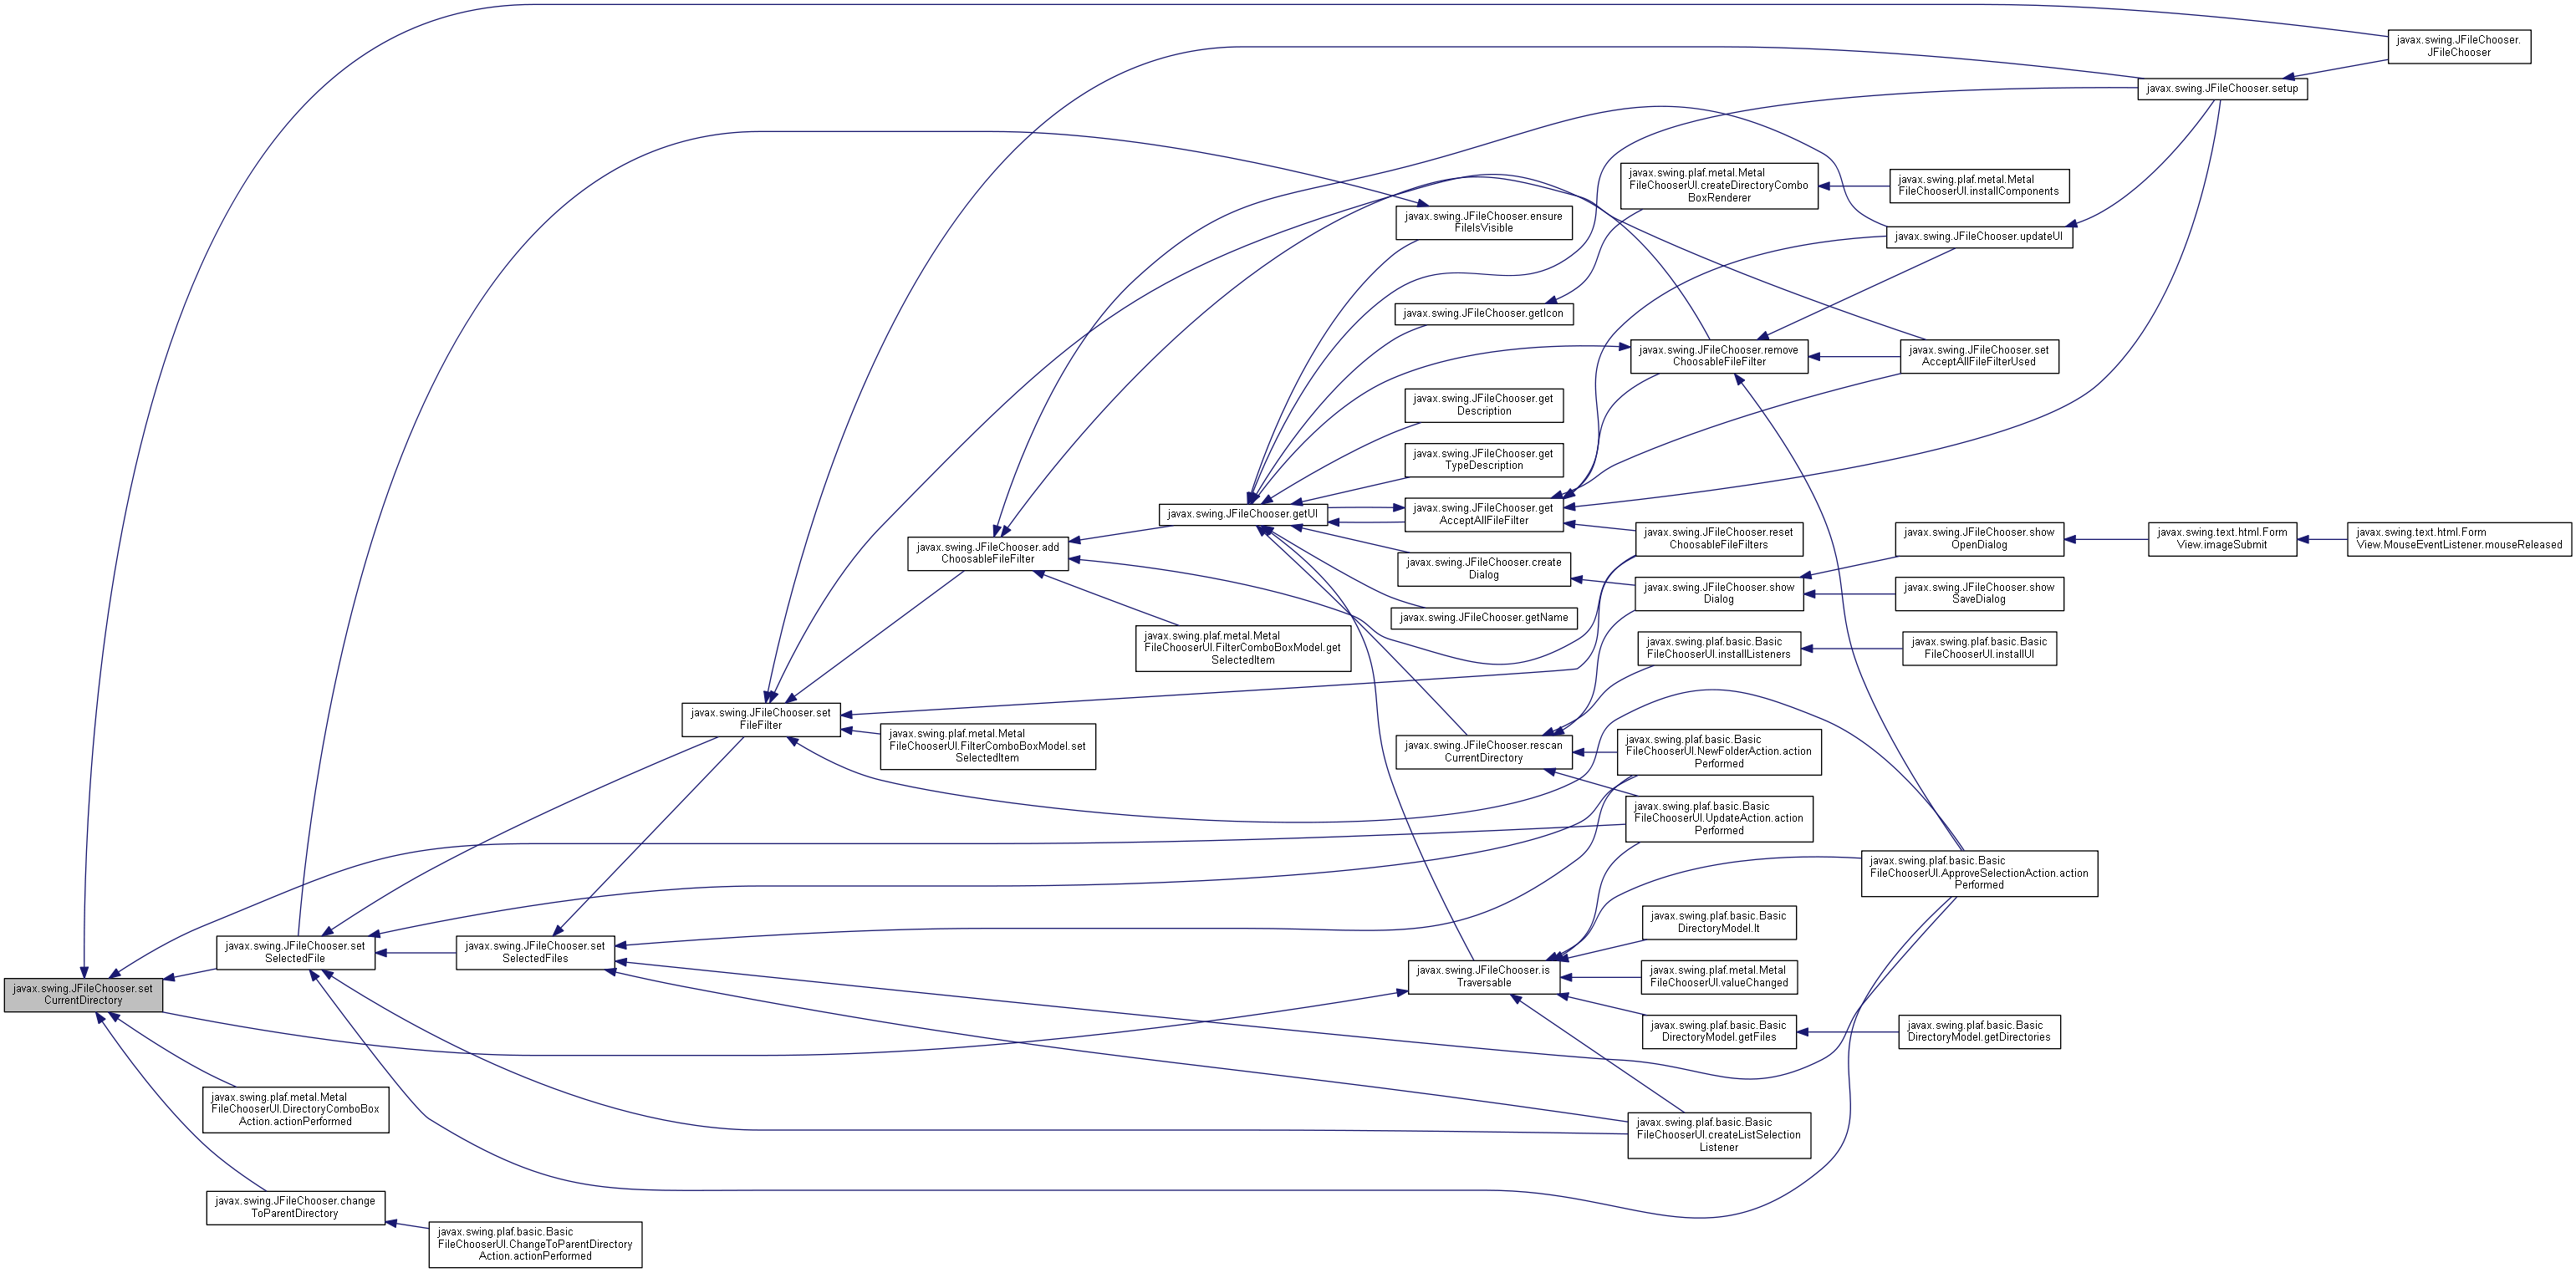 javax.swing.JFileChooser.
JFileChooser
javax.swing.JFileChooser.setup
javax.swing.plaf.metal.Metal
FileChooserUI.createDirectoryCombo
BoxRenderer
javax.swing.plaf.metal.Metal
FileChooserUI.installComponents
javax.swing.JFileChooser.ensure
FileIsVisible
javax.swing.JFileChooser.updateUI
javax.swing.JFileChooser.getIcon
javax.swing.JFileChooser.remove
ChoosableFileFilter
javax.swing.JFileChooser.set
AcceptAllFileFilterUsed
javax.swing.JFileChooser.get
Description
javax.swing.JFileChooser.get
TypeDescription
javax.swing.JFileChooser.getUI
javax.swing.JFileChooser.get
AcceptAllFileFilter
javax.swing.JFileChooser.reset
ChoosableFileFilters
javax.swing.JFileChooser.show
OpenDialog
javax.swing.text.html.Form
View.imageSubmit
javax.swing.text.html.Form
View.MouseEventListener.mouseReleased
javax.swing.JFileChooser.add
ChoosableFileFilter
javax.swing.JFileChooser.create
Dialog
javax.swing.JFileChooser.show
Dialog
javax.swing.JFileChooser.show
SaveDialog
javax.swing.JFileChooser.getName
javax.swing.plaf.metal.Metal
FileChooserUI.FilterComboBoxModel.get
SelectedItem
javax.swing.plaf.basic.Basic
FileChooserUI.installListeners
javax.swing.plaf.basic.Basic
FileChooserUI.installUI
javax.swing.JFileChooser.set
FileFilter
javax.swing.plaf.metal.Metal
FileChooserUI.FilterComboBoxModel.set
SelectedItem
javax.swing.JFileChooser.rescan
CurrentDirectory
javax.swing.plaf.basic.Basic
FileChooserUI.NewFolderAction.action
Performed
javax.swing.plaf.basic.Basic
FileChooserUI.UpdateAction.action
Performed
javax.swing.plaf.basic.Basic
FileChooserUI.ApproveSelectionAction.action
Performed
javax.swing.JFileChooser.set
SelectedFile
javax.swing.JFileChooser.set
SelectedFiles
javax.swing.plaf.basic.Basic
DirectoryModel.lt
javax.swing.JFileChooser.is
Traversable
javax.swing.plaf.metal.Metal
FileChooserUI.valueChanged
javax.swing.JFileChooser.set
CurrentDirectory
javax.swing.plaf.basic.Basic
DirectoryModel.getFiles
javax.swing.plaf.basic.Basic
DirectoryModel.getDirectories
javax.swing.plaf.metal.Metal
FileChooserUI.DirectoryComboBox
Action.actionPerformed
javax.swing.plaf.basic.Basic
FileChooserUI.createListSelection
Listener
javax.swing.JFileChooser.change
ToParentDirectory
javax.swing.plaf.basic.Basic
FileChooserUI.ChangeToParentDirectory
Action.actionPerformed